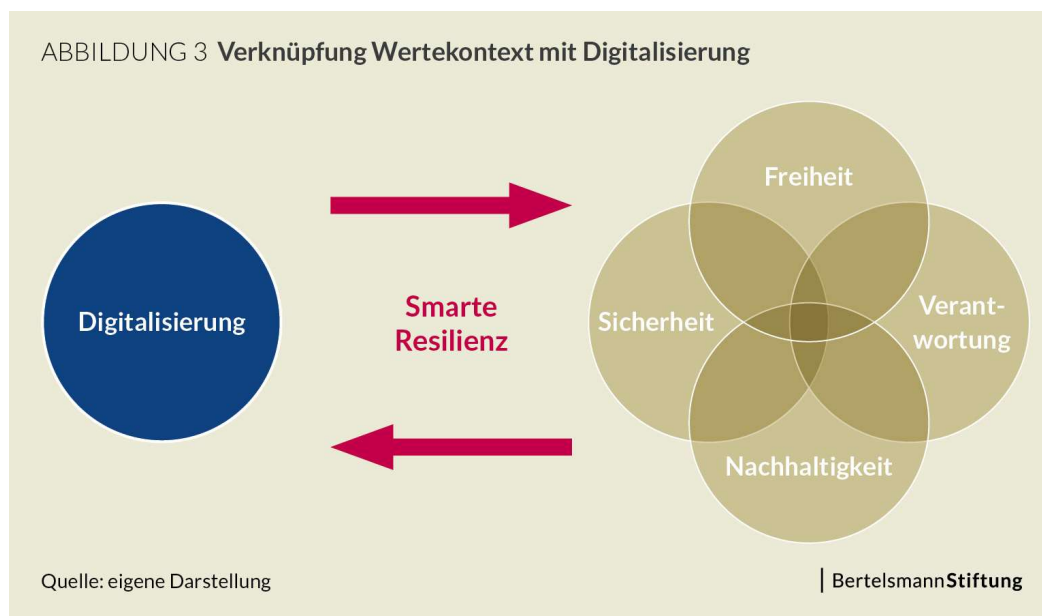 ABBILDUNG 3 Verknüpfung Wertekontext mit Digitalisierung
Digitalisierung
Smarte
Resilienz
Freiheit
Sicherheit
Verant-
wortung
Nachhaltigkeit
Quelle: eigene Darstellung
| BertelsmannStiftung